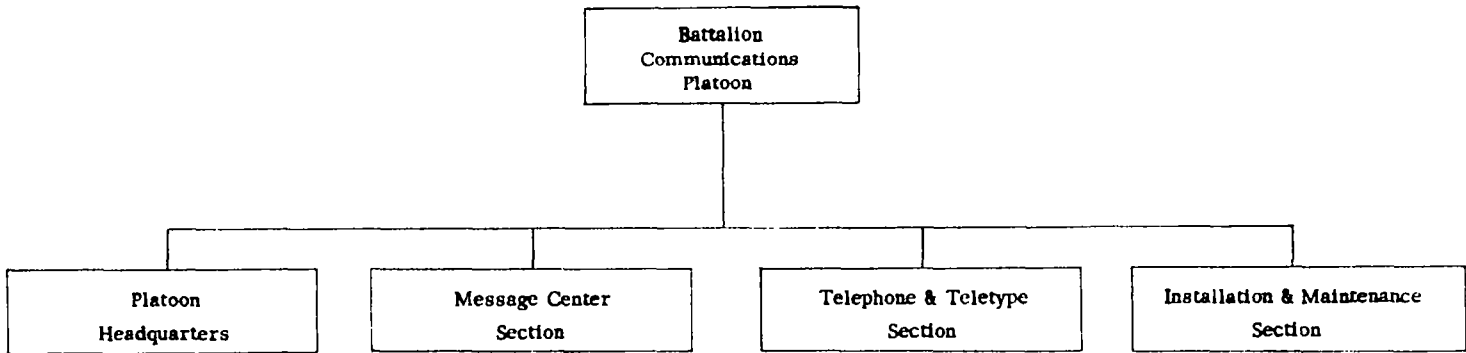 Battalion
Communications
Platoon
Platoon
Headquarters
Message Center
Section
Telephone & Teletype
Section
Installation & Maintenance
Section